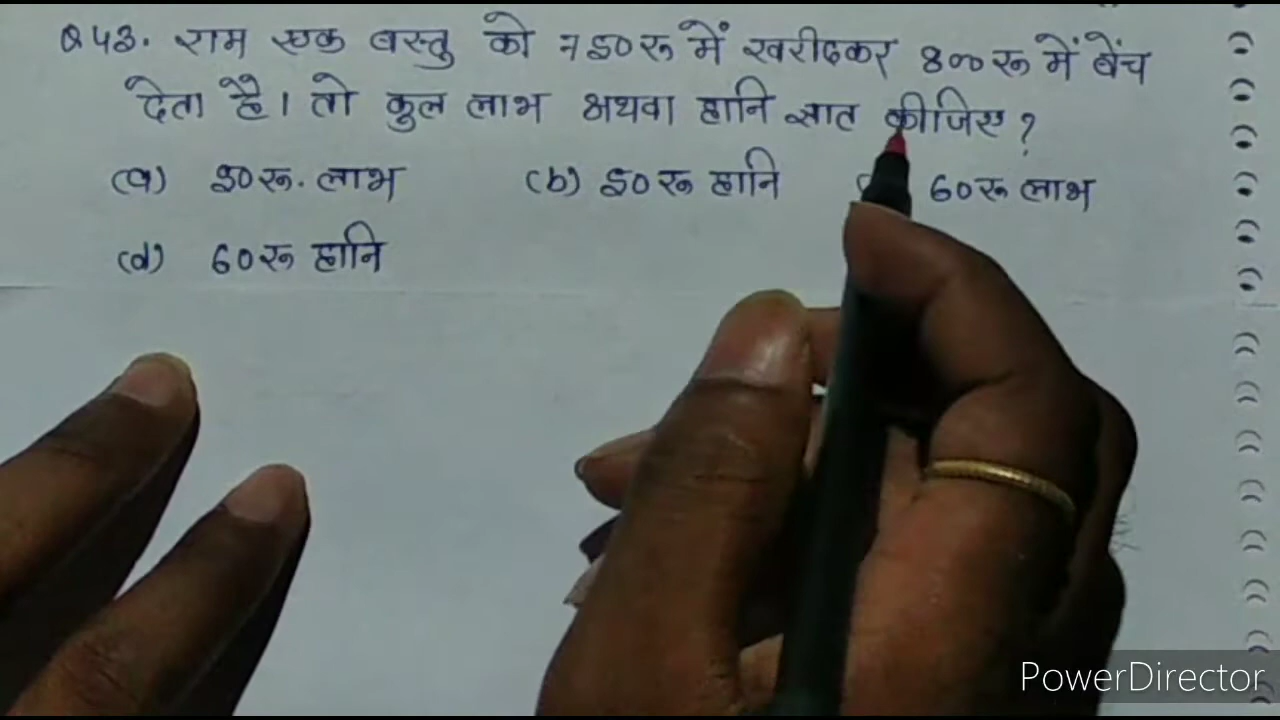 Q43. राम एक वस्तु को 750 रू में खरीदकर 800 रू में बेंच
देता है। तो कुल लाभ अथवा हानि ज्ञात कीजिए ?
(a) 50 रू. लाभ (b) 50 रू हानि ( 60 रू लाभ
(d) 60 रू हानि
PowerDirector